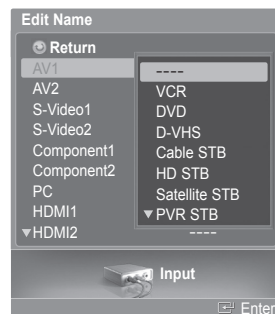 Edit Name
Return
AV1
----
AV2
VCR
S-Video1
DVD
S-Video2
D-VHS
Component1
Cable STB
Component2
HD STB
PC
Satellite STB
HDMI1
▼PVR STB
▼HDMI2
----
Input
Enter